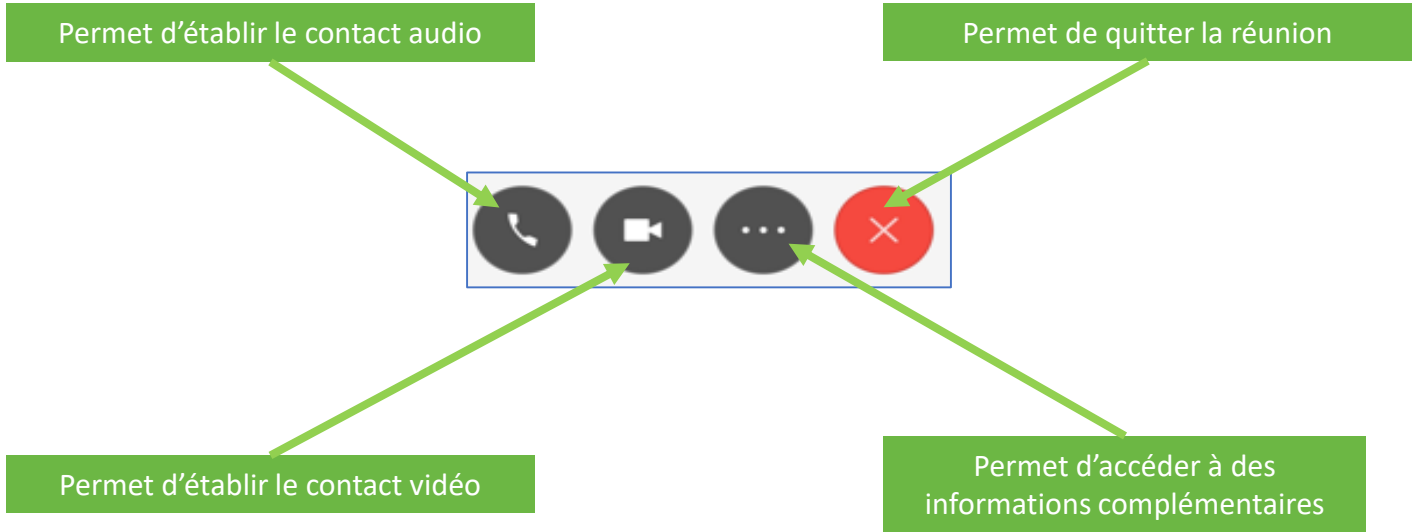 Permet d’établir le contact audio
Permet de quitter la réunion
Permet d’établir le contact vidéo
Permet d’accéder à des
informations complémentaires